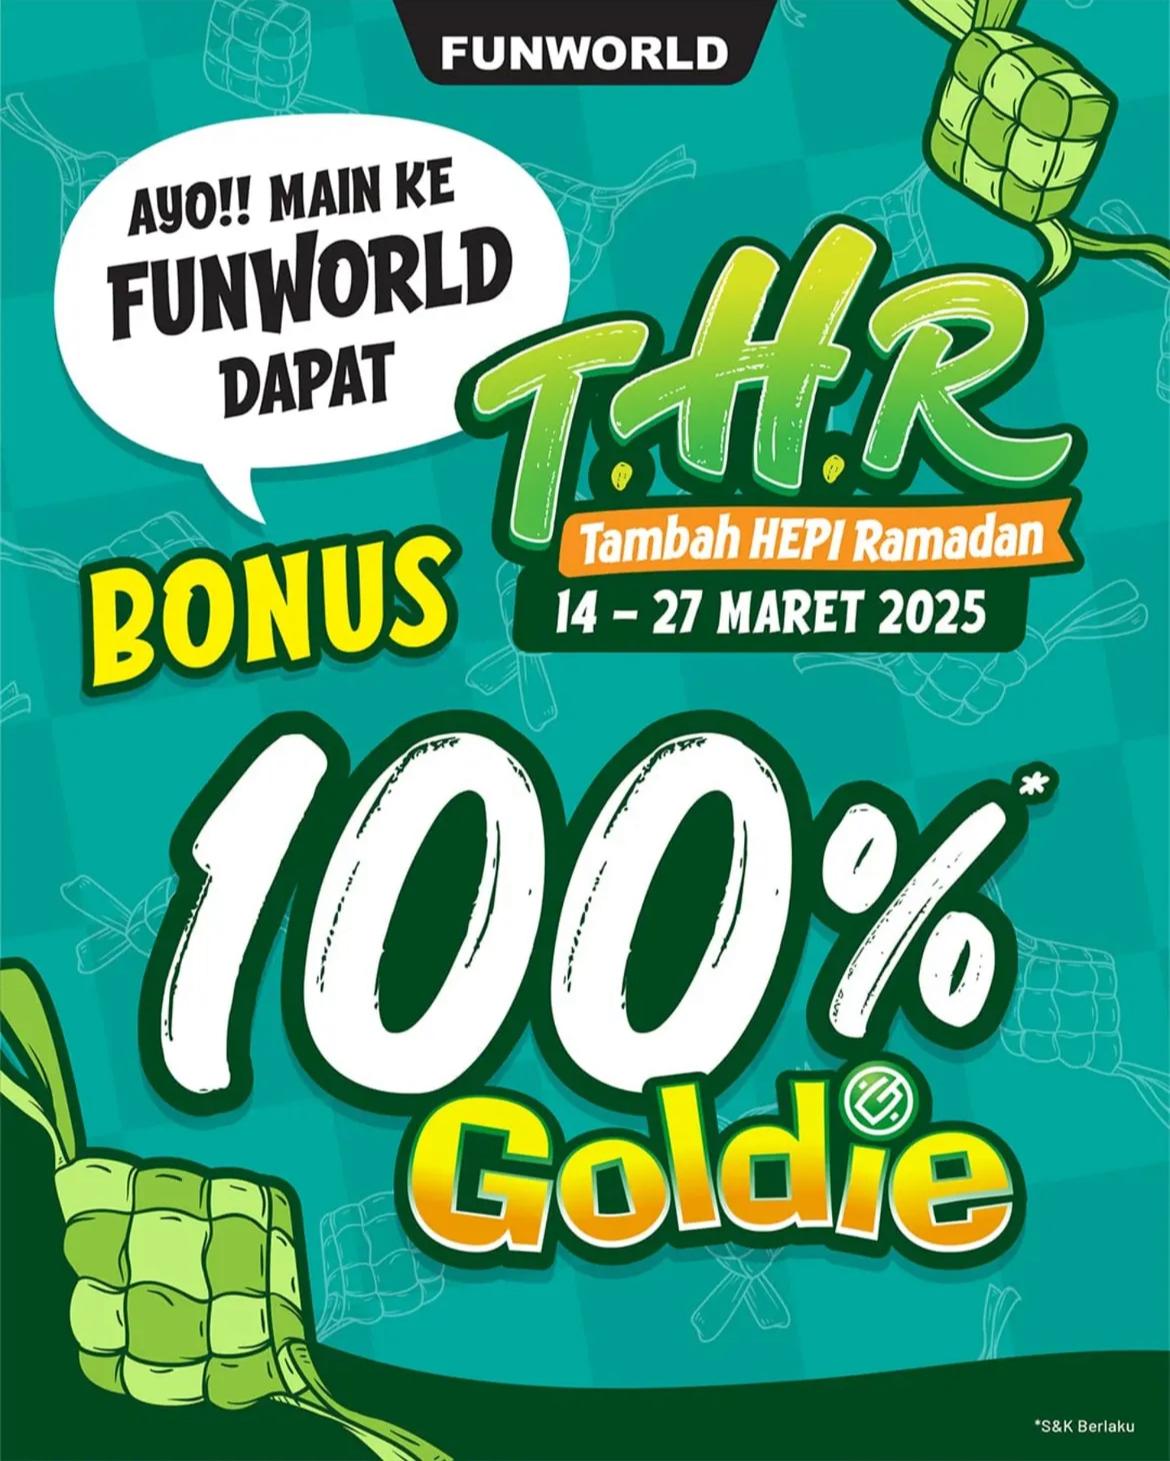 FUNWORLD
AYO!! MAIN KE
FUNWORLD
DAPAT
T.H.R
Tambah HEPI Ramadan
14 – 27 MARET 2025
BONUS
100%*
Goldie
*S&K Berlaku